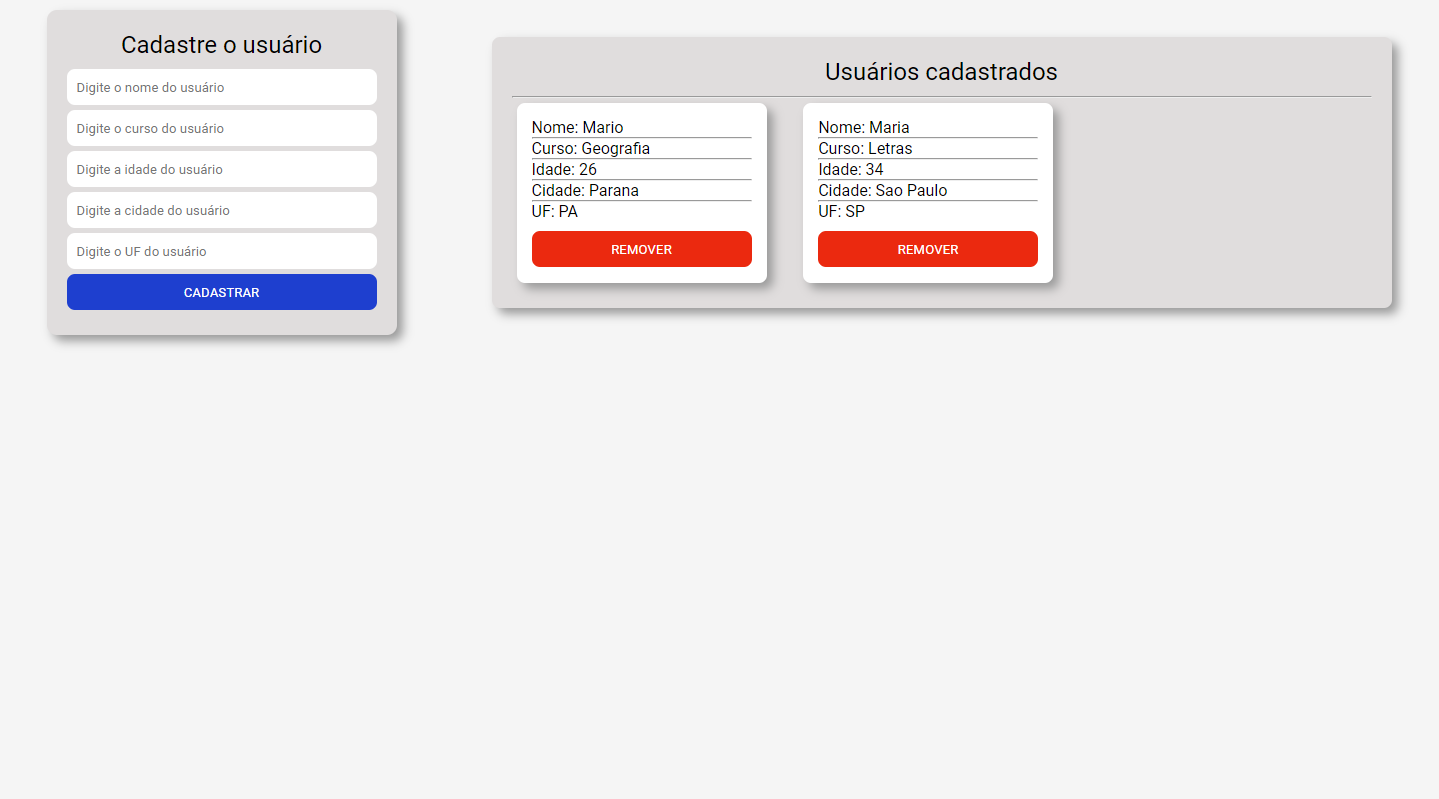 Cadastre o usuário
Digite o nome do usuário
Digite o curso do usuário
Digite a idade do usuário
Digite a cidade do usuário
Digite o UF do usuário
CADASTRAR
Usuários cadastrados
Nome: Mario
Curso: Geografia
Idade: 26
Cidade: Parana
UF: PA
REMOVER
Nome: Maria
Curso: Letras
Idade: 34
Cidade: Sao Paulo
UF: SP
REMOVER